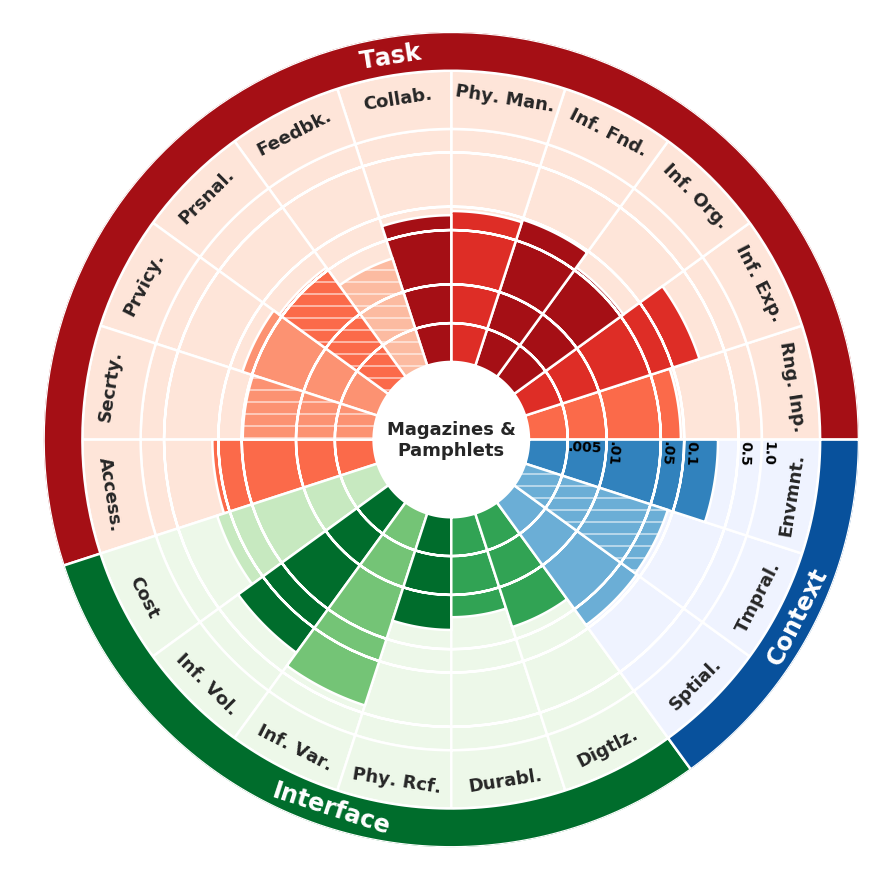 Task
Collab.
Phy. Man.
Feedbk.
Inf. Fnd.
Prsnal.
Inf. Org.
Prvicy.
Inf. Exp.
Secrty.
Rng. Inp.
Magazines &
Pamphlets
.005
.01
.05
0.1
0.5
1.0
Access.
Envmnt.
Cost
Tmpral.
Context
Inf. Vol.
Sptial.
Inf. Var.
Digtlz.
Phy. Rcf.
Durabl.
Interface